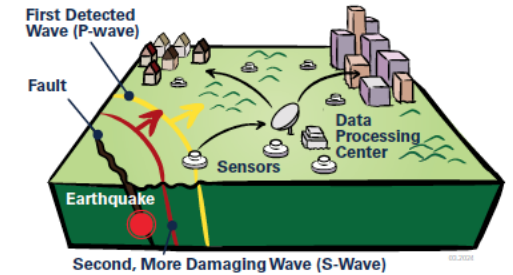 First Detected
Wave (P-wave)
Fault
Data
Processing
Center
Sensors
Earthquake
Second, More Damaging Wave (S-Wave)